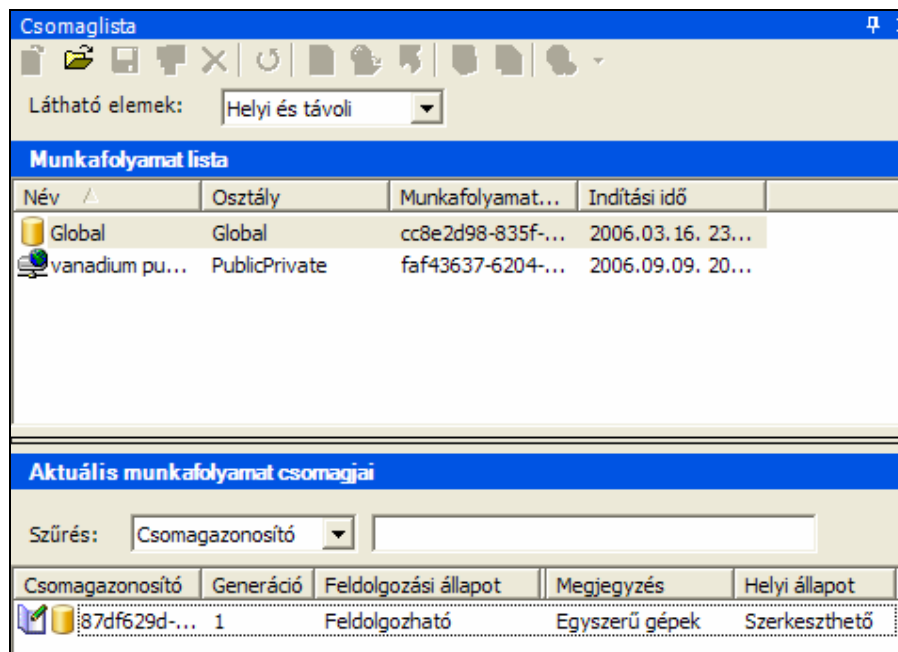 Csomaglista
Látható elemek: Helyi és távoli
Munkafolyamat lista
Név Osztály Munkafolyamat... Indítási idő
Global Global cc8e2d98-835f-... 2006.03.16. 23...
vanadium pu... PublicPrivate faf43637-6204-... 2006.09.09. 20...
Aktuális munkafolyamat csomagjai
Szűrés: Csomagazonosító
Csomagazonosító Generáció Feldolgozási állapot Megjegyzés Helyi állapot
87df629d-... 1 Feldolgozható Egyszerű gépek Szerkeszthető